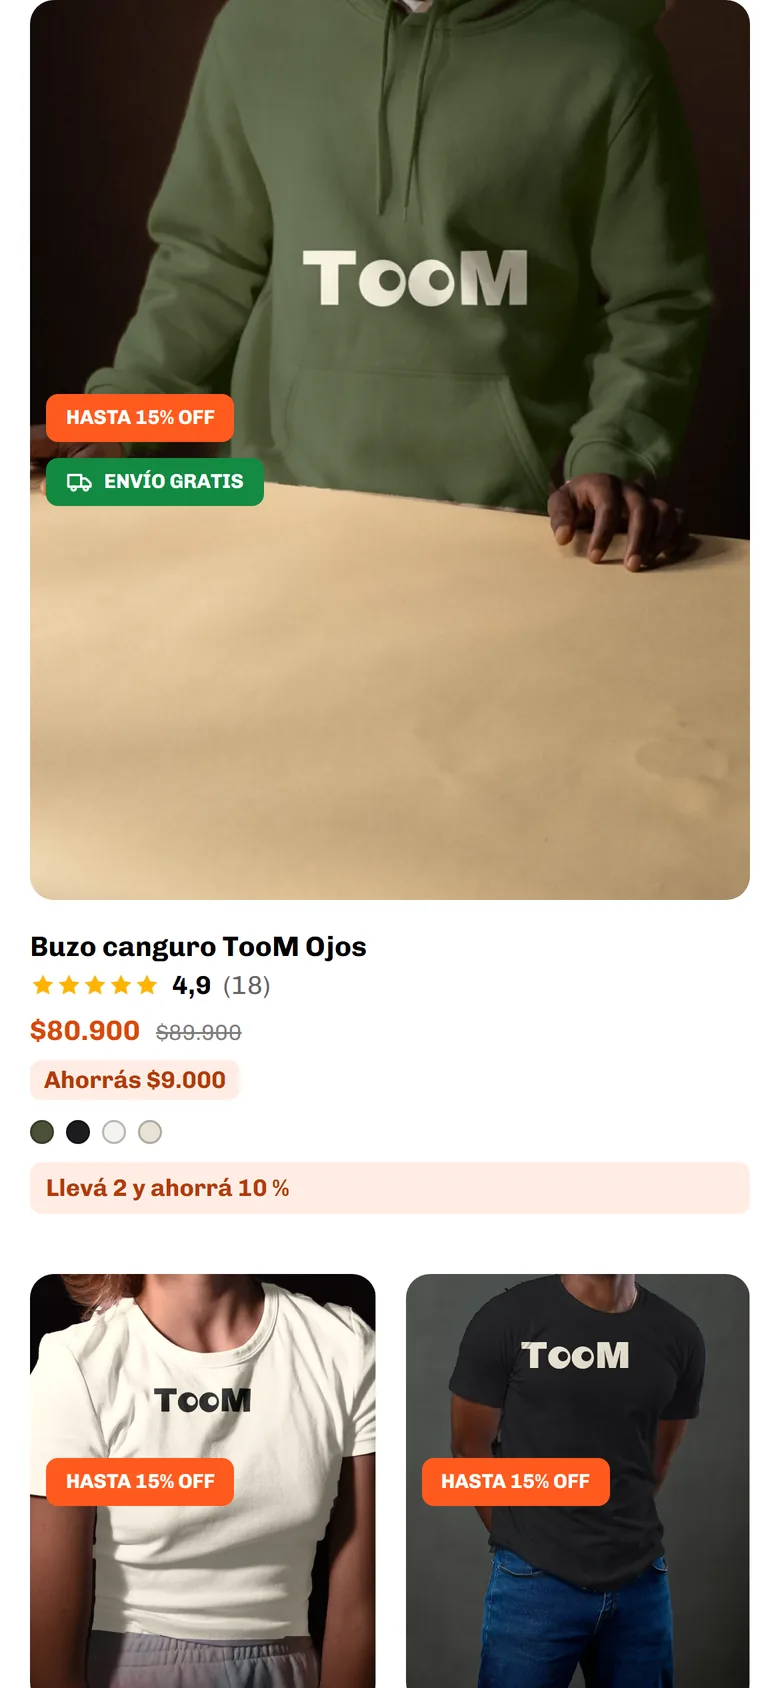 TooM
HASTA 15% OFF
ENVÍO GRATIS
Buzo canguro TooM Ojos
4,9 (18)
$80.900 $89.900
Ahorrás $9.000
Llevá 2 y ahorrá 10 %
TooM
HASTA 15% OFF
TooM
HASTA 15% OFF